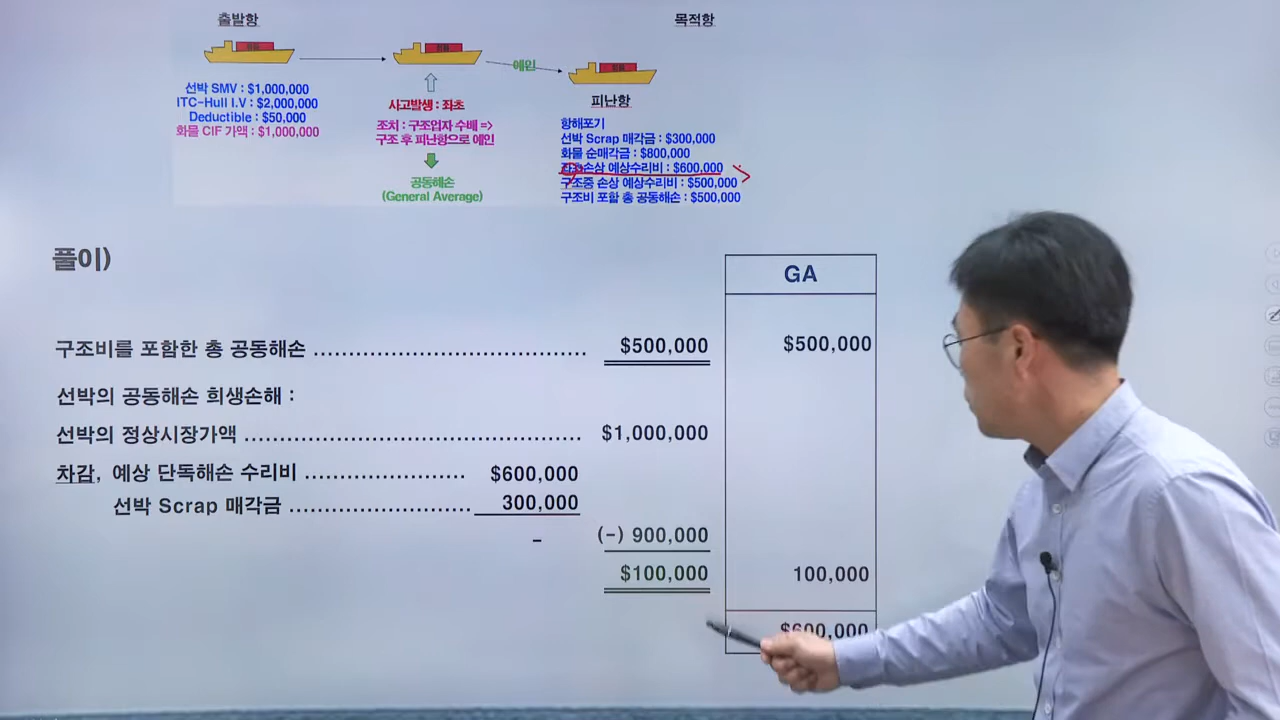 출발항
목적항
애인
선박 SMV : $1,000,000
ITC-Hull I.V : $2,000,000
Deductible : $50,000
화물 CIF 가액 : $1,000,000
사고발생 : 좌초
조치 : 구조업자 수배 =>
구조 후 피난항으로 예인
공동해손
(General Average)
피난항
항해포기
선박 Scrap 매각금 : $300,000
화물 순매각금 : $800,000
좌초손상 예상수리비 : $600,000
구조중 손상 예상수리비 : $500,000
구조비 포함 총 공동해손 : $500,000
풀이)
GA
구조비를 포함한 총 공동해손 ..................................... $500,000 $500,000
선박의 공동해손 희생손해 :
선박의 정상시장가액 .............................................. $1,000,000
차감, 예상 단독해손 수리비 ...................... $600,000
선박 Scrap 매각금 ......................... 300,000
- (-) 900,000
$100,000 100,000
$600,000